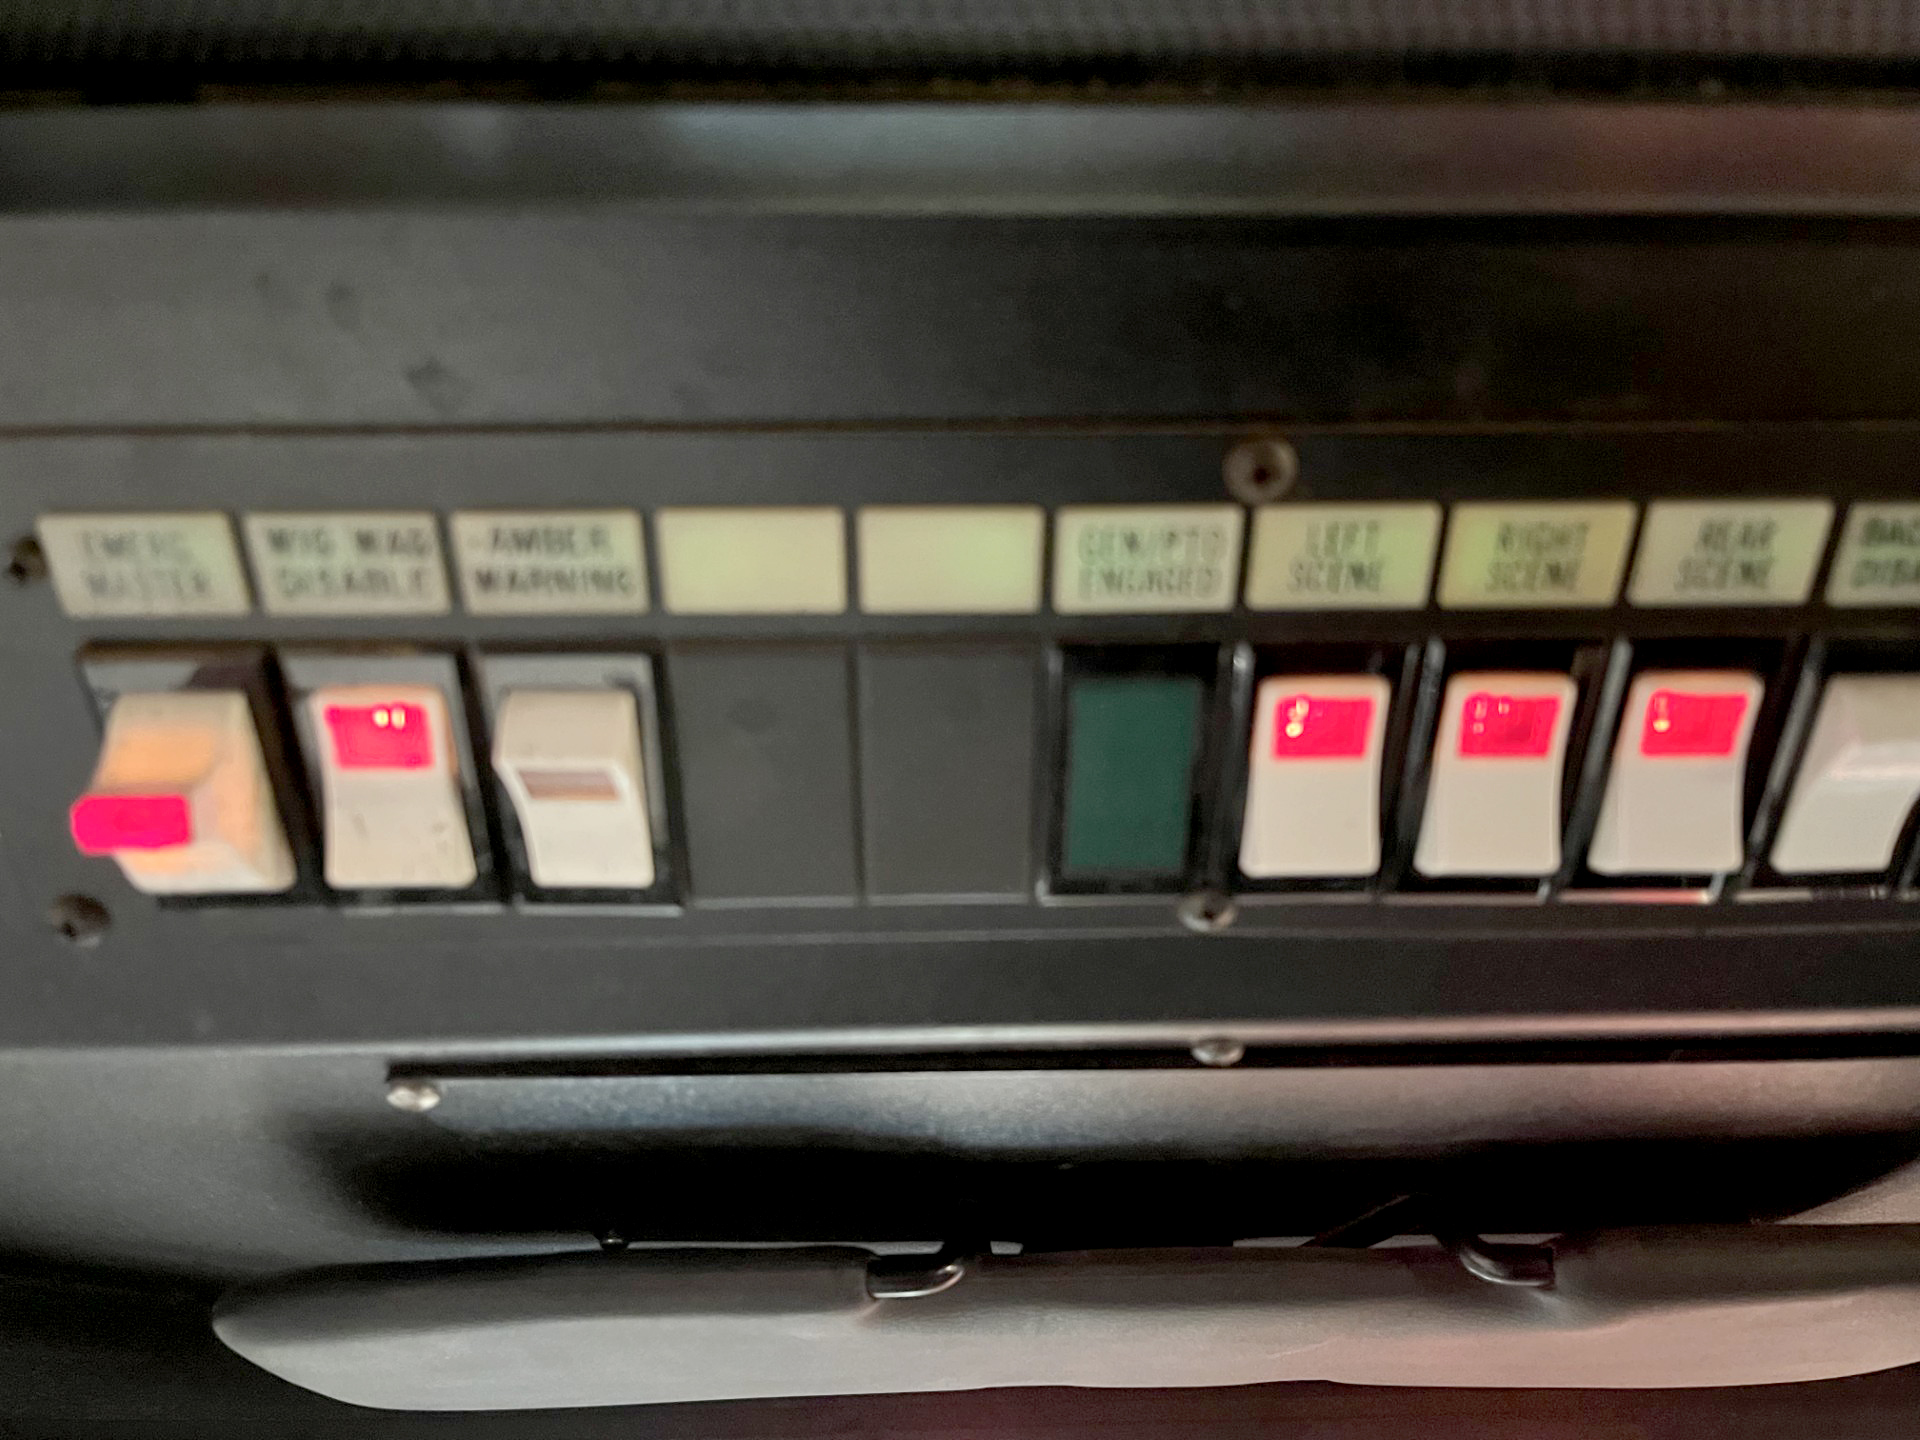 EMERG
MASTER
WIG WAG
DISABLE
AMBER
WARNING
GEN/PTO
ENGAGED
LEFT
SCENE
RIGHT
SCENE
REAR
SCENE